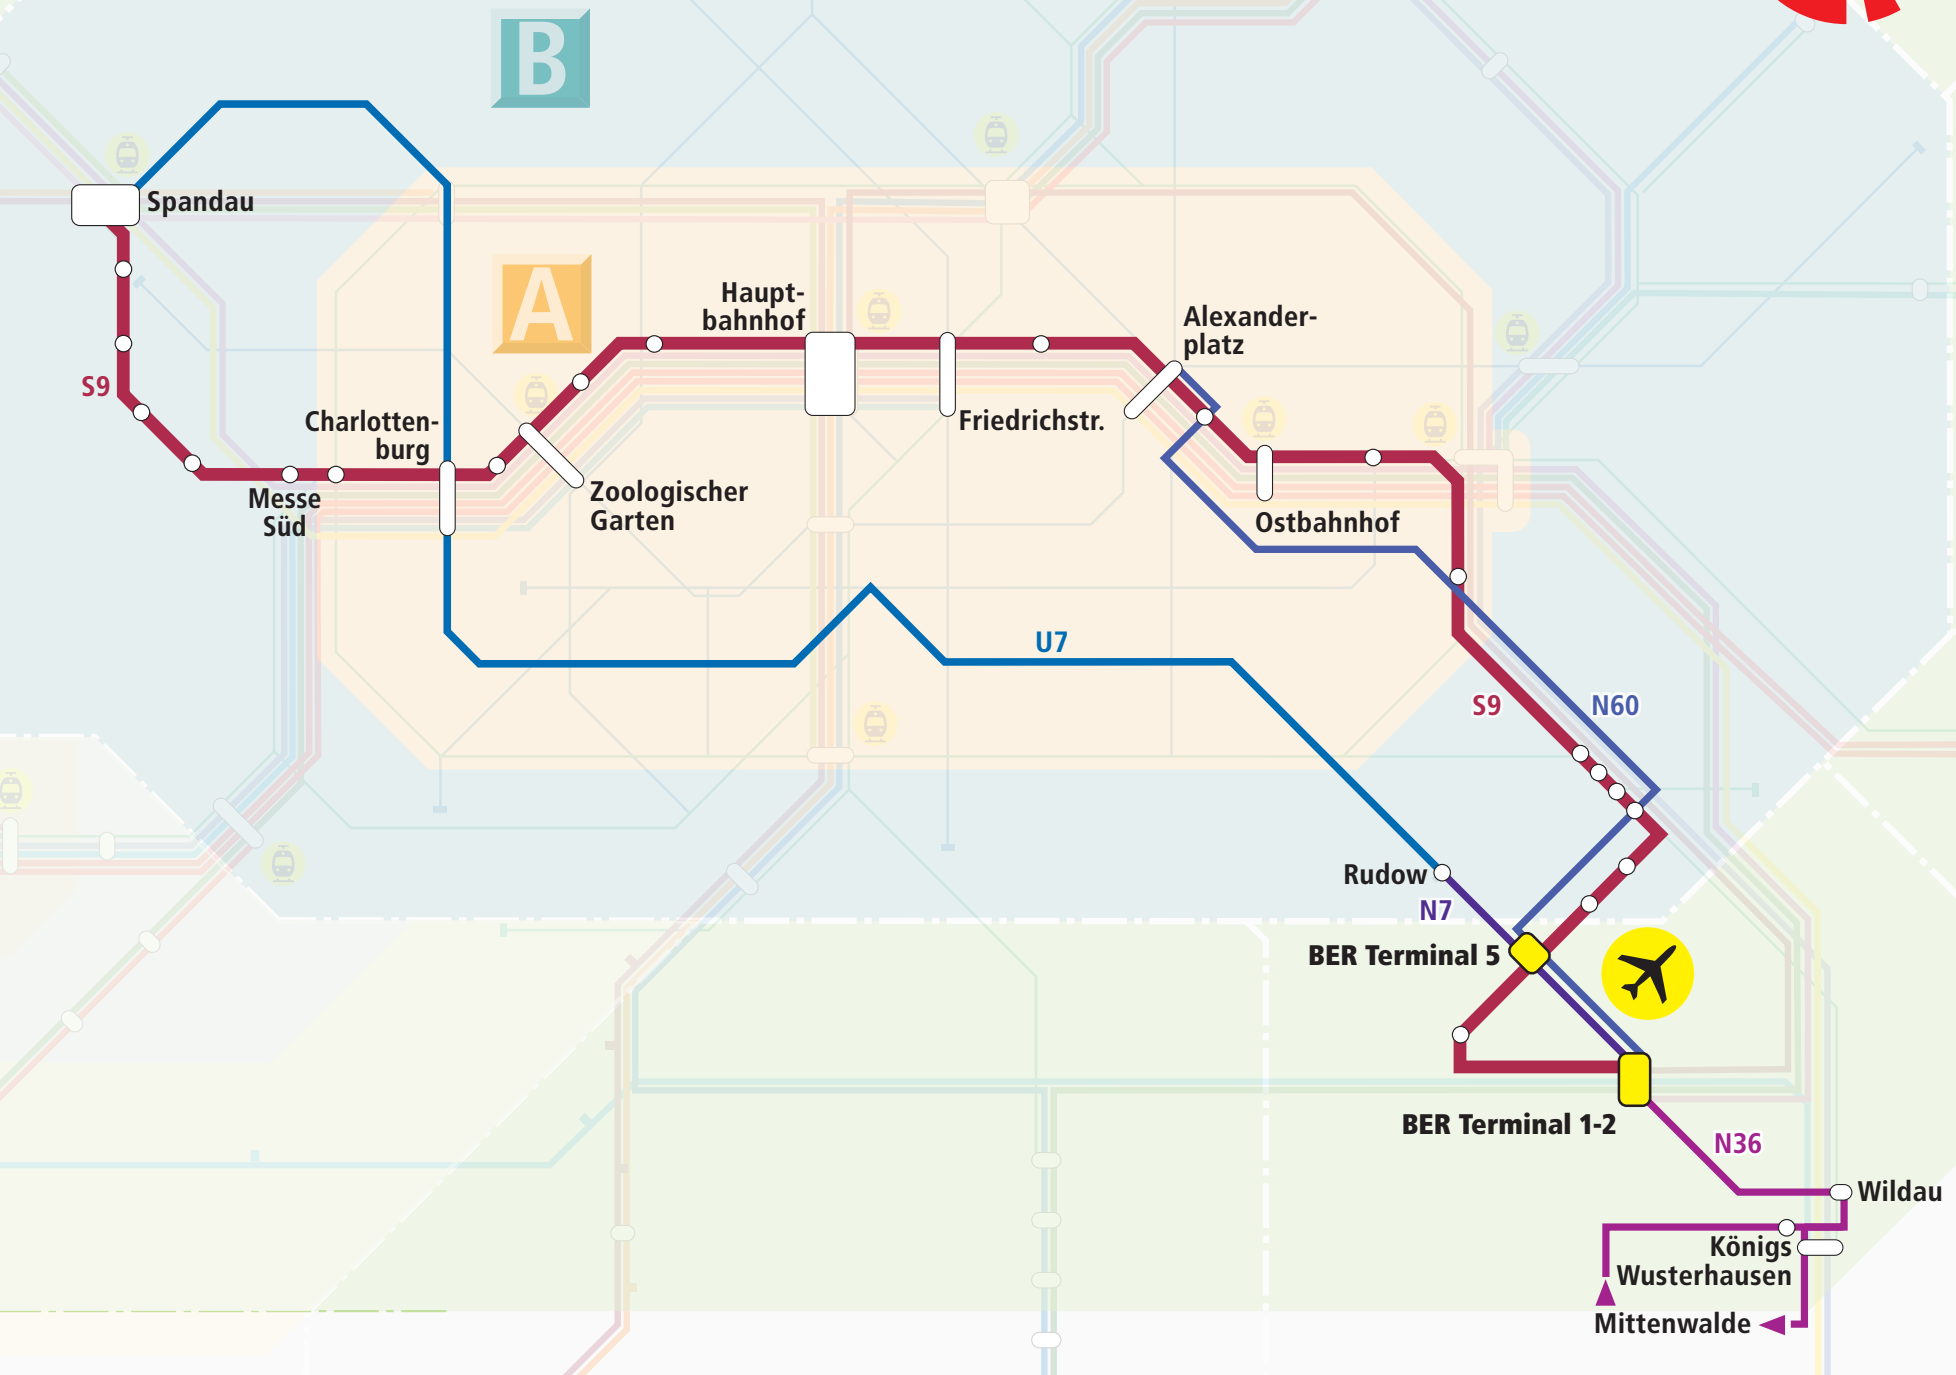 B
Spandau
A
Haupt-
bahnhof
Alexander-
platz
S9
Charlotten-
burg
Friedrichstr.
Zoologischer
Garten
Messe
Süd
Ostbahnhof
U7
S9
N60
Rudow
N7
BER Terminal 5
BER Terminal 1-2
N36
Wildau
Königs
Wusterhausen
Mittenwalde